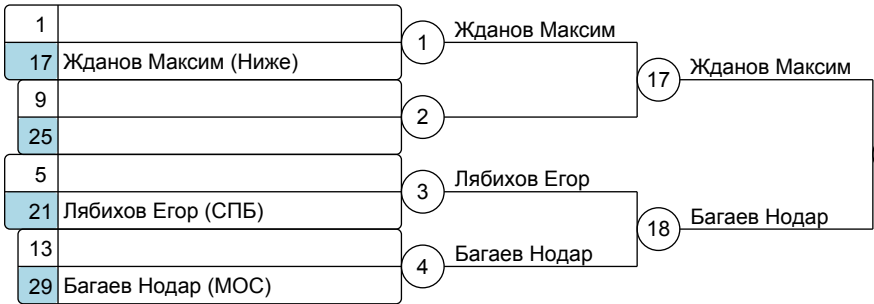 1
17 Жданов Максим (Ниже)
9
25
5
21 Лябихов Егор (СПБ)
13
29 Багаев Нодар (МОС)
1 Жданов Максим
2
3 Лябихов Егор
4 Багаев Нодар
17 Жданов Максим
18 Багаев Нодар